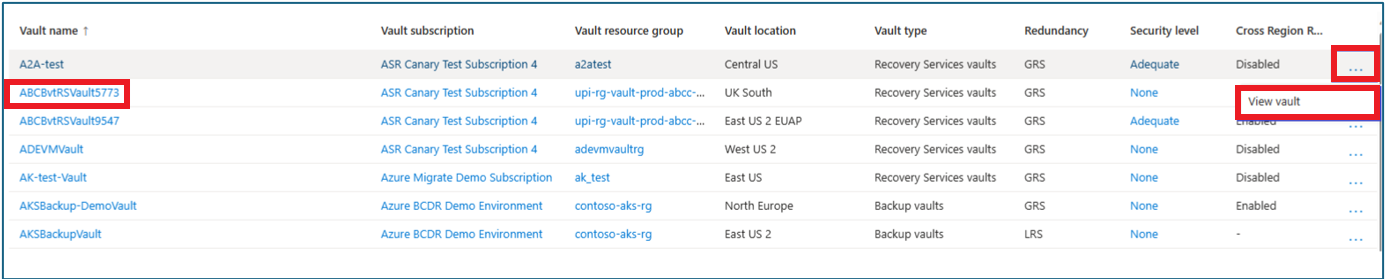 Vault name ↑ Vault subscription Vault resource group Vault location Vault type Redundancy Security level Cross Region R...
A2A-test ASR Canary Test Subscription 4 a2atest Central US Recovery Services vaults GRS Adequate Disabled ...
ABCBvtRSVault5773 ASR Canary Test Subscription 4 upi-rg-vault-prod-abcc-... UK South Recovery Services vaults GRS None View vault
ABCBvtRSVault9547 ASR Canary Test Subscription 4 upi-rg-vault-prod-abcc-... East US 2 EUAP Recovery Services vaults GRS Adequate Enabled ...
ADEVMVault ASR Canary Test Subscription 4 adevmvaultrg West US 2 Recovery Services vaults GRS None Disabled ...
AK-test-Vault Azure Migrate Demo Subscription ak_test East US Recovery Services vaults GRS None Disabled ...
AKSBackup-DemoVault Azure BCDR Demo Environment contoso-aks-rg North Europe Backup vaults GRS None Enabled ...
AKSBackupVault Azure BCDR Demo Environment contoso-aks-rg East US 2 Backup vaults LRS None - ...